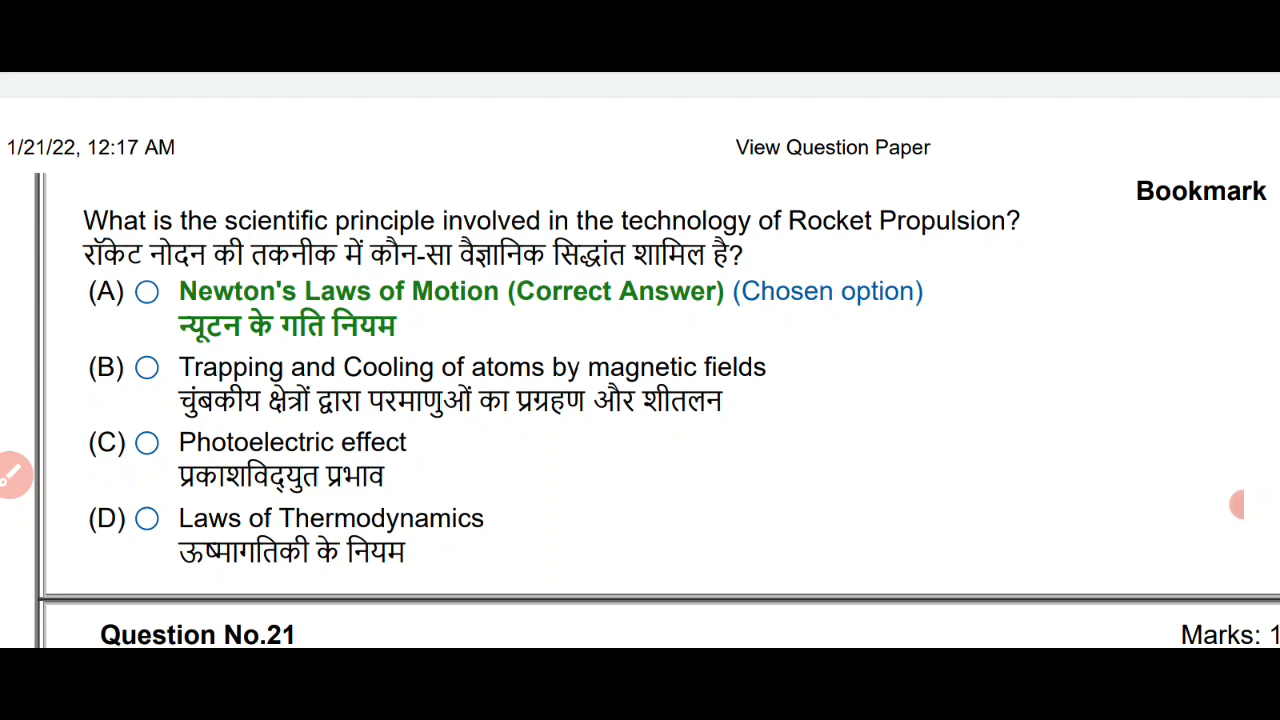 1/21/22, 12:17 AM View Question Paper
Bookmark
What is the scientific principle involved in the technology of Rocket Propulsion?
रॉकेट नोदन की तकनीक में कौन-सा वैज्ञानिक सिद्धांत शामिल है?
(A) Newton's Laws of Motion (Correct Answer) (Chosen option)
न्यूटन के गति नियम
(B) Trapping and Cooling of atoms by magnetic fields
चुंबकीय क्षेत्रों द्वारा परमाणुओं का प्रग्रहण और शीतलन
(C) Photoelectric effect
प्रकाशविद्युत प्रभाव
(D) Laws of Thermodynamics
ऊष्मागतिकी के नियम
Question No.21 Marks: 1